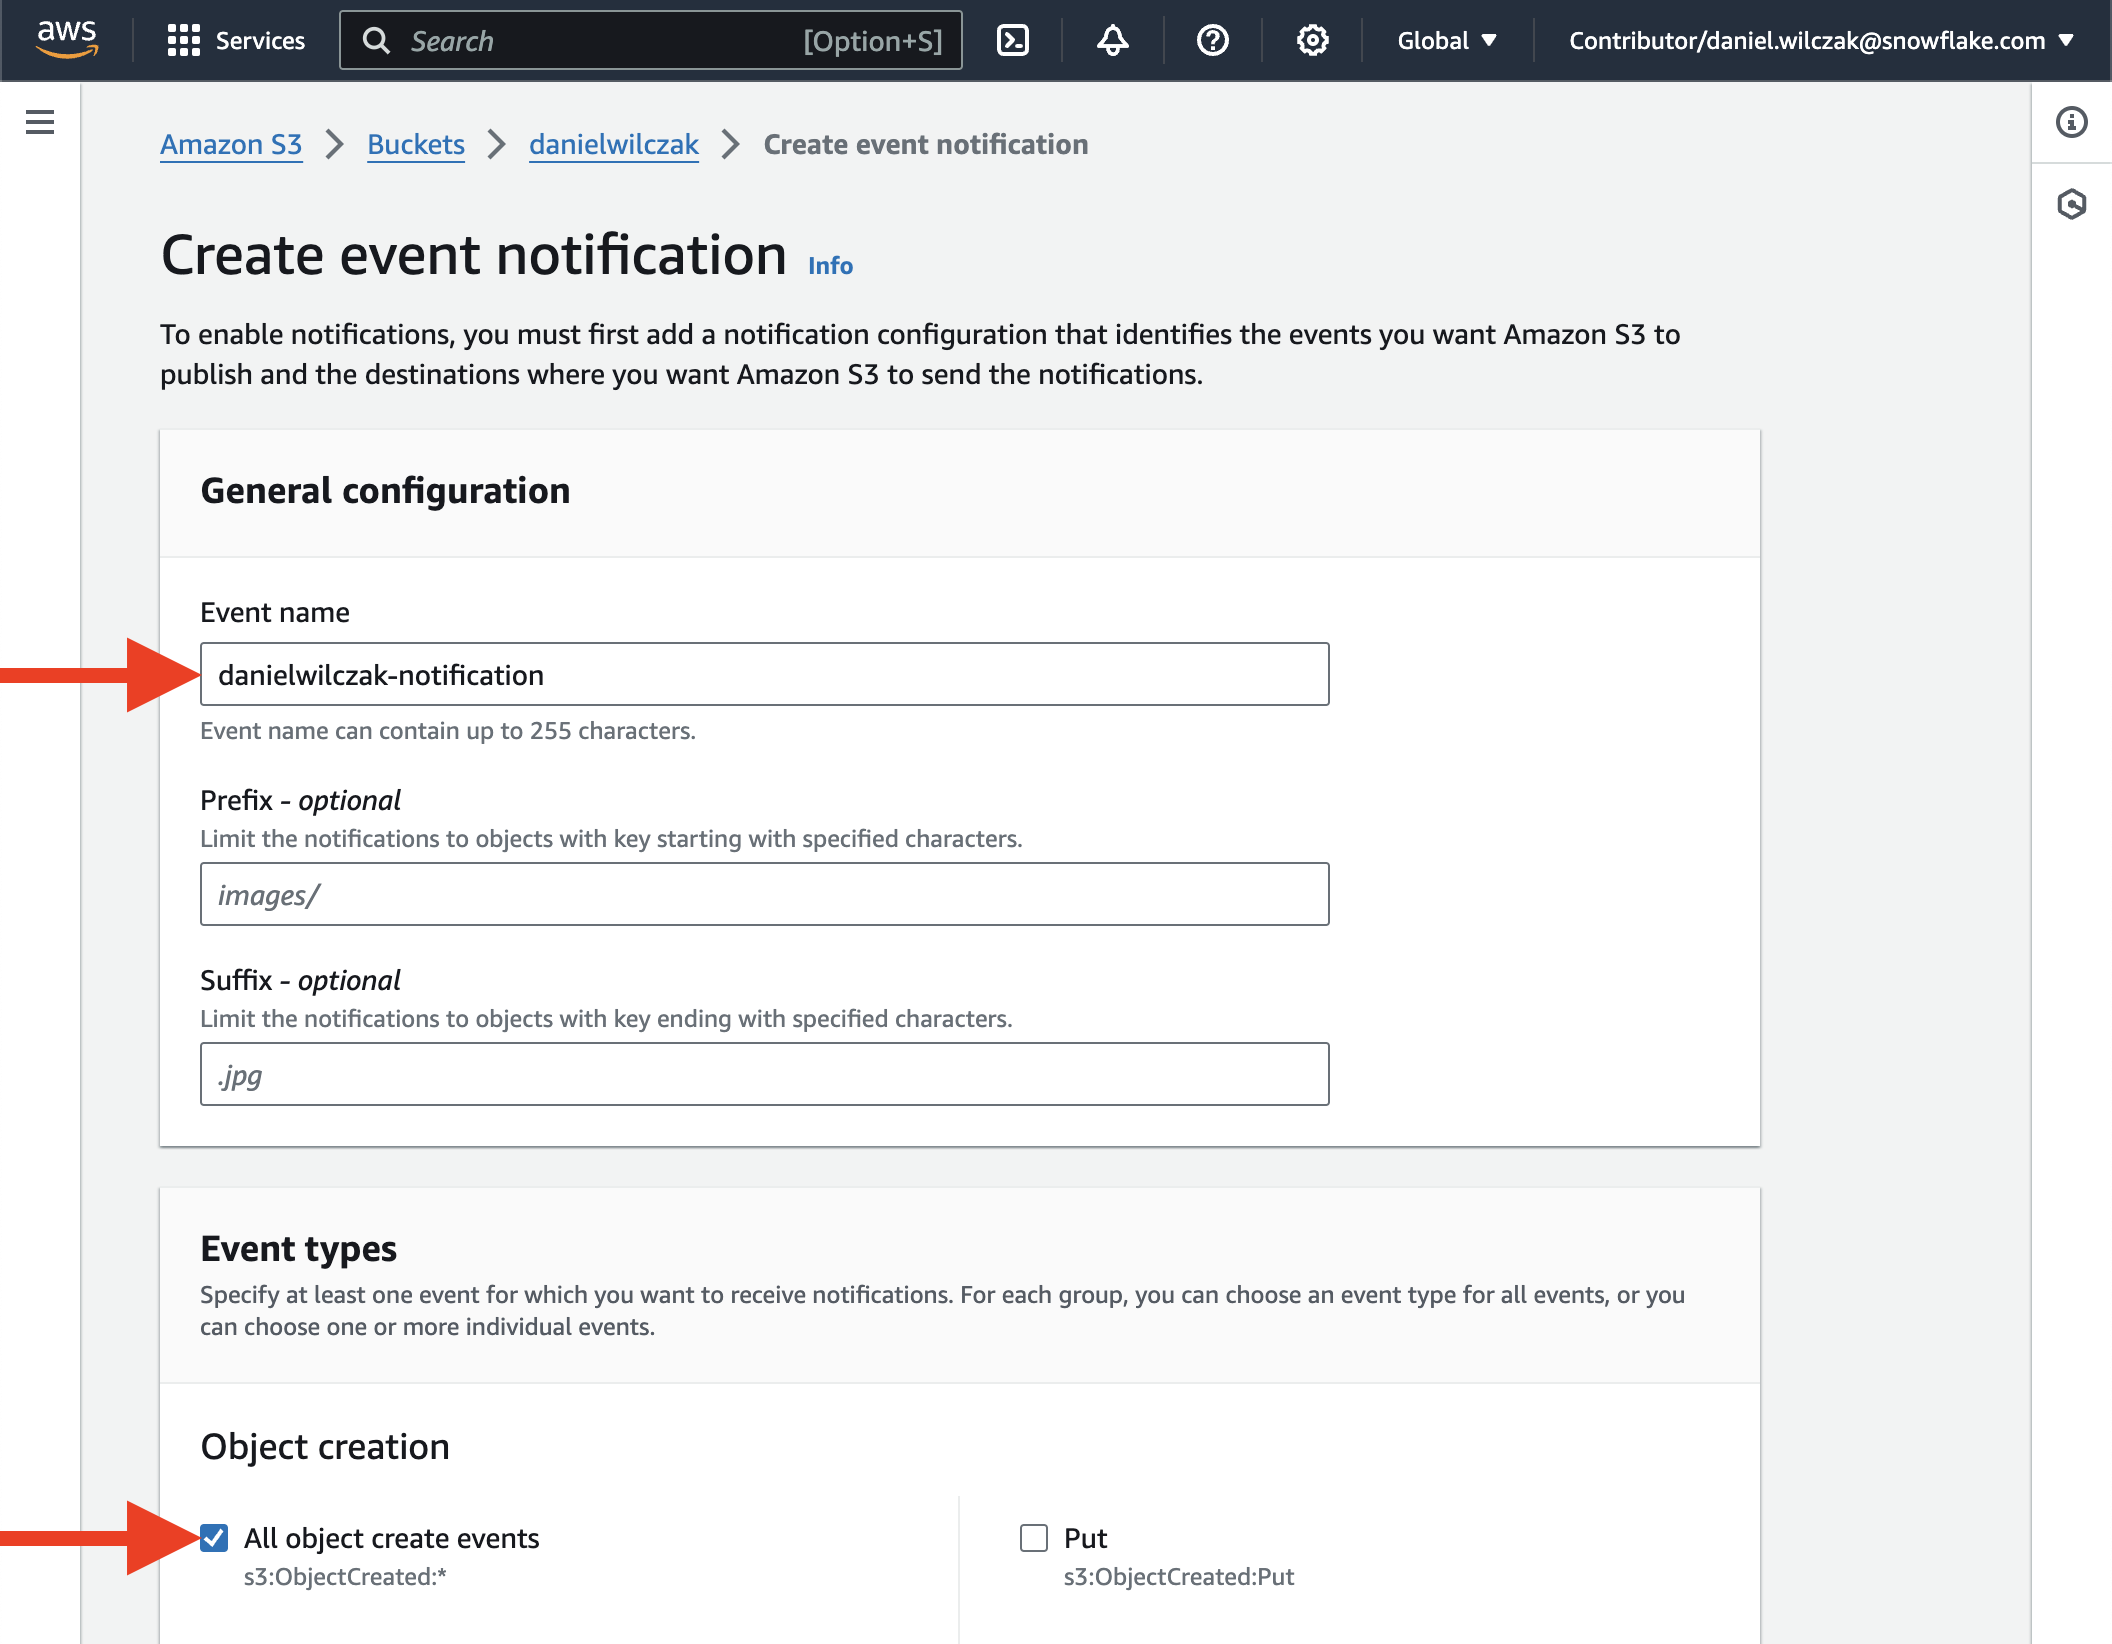 aws
Services
Search
[Option+S]
Global
Contributor/daniel.wilczak@snowflake.com
Amazon S3
Buckets
danielwilczak
Create event notification
Create event notification Info
To enable notifications, you must first add a notification configuration that identifies the events you want Amazon S3 to
publish and the destinations where you want Amazon S3 to send the notifications.
General configuration
Event name
danielwilczak-notification
Event name can contain up to 255 characters.
Prefix - optional
Limit the notifications to objects with key starting with specified characters.
images/
Suffix - optional
Limit the notifications to objects with key ending with specified characters.
.jpg
Event types
Specify at least one event for which you want to receive notifications. For each group, you can choose an event type for all events, or you
can choose one or more individual events.
Object creation
All object create events
s3:ObjectCreated:*
Put
s3:ObjectCreated:Put